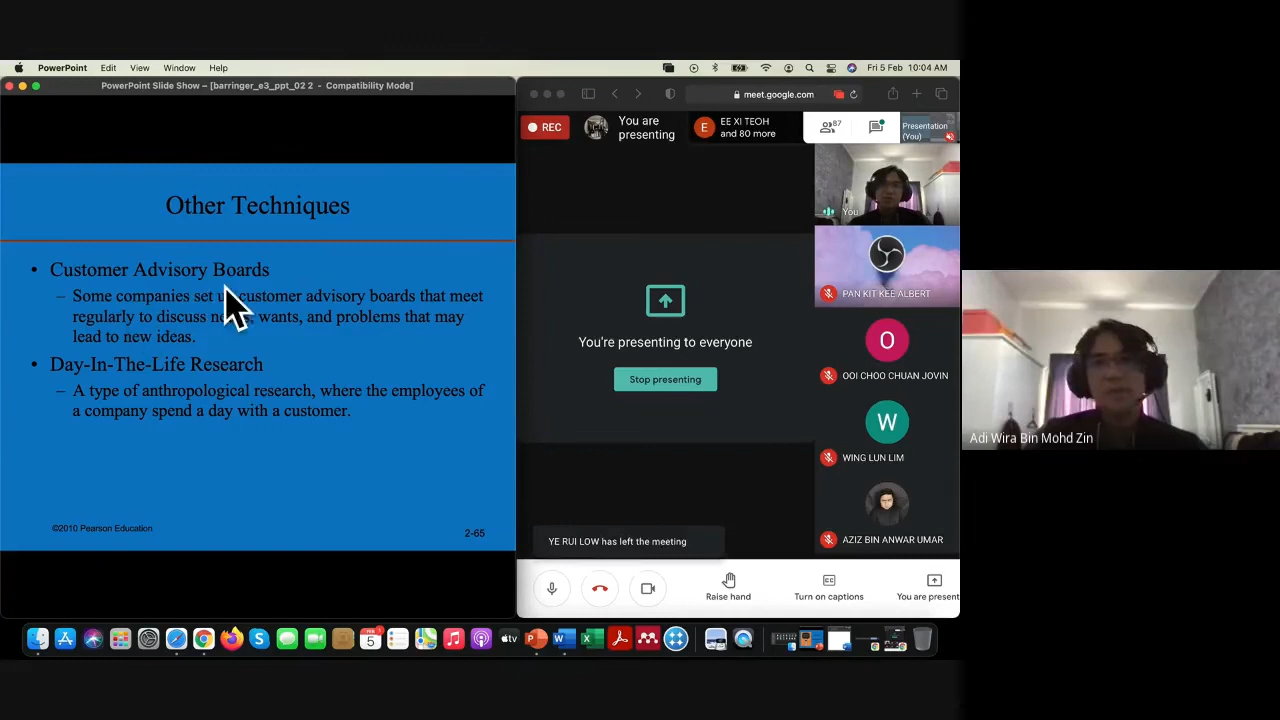 PowerPoint Edit View Window Help
Fri 5 Feb 10:04 AM
PowerPoint Slide Show – [barringer_e3_ppt_02 2 - Compatibility Mode]
Other Techniques
• Customer Advisory Boards
– Some companies set customer advisory boards that meet
regularly to discuss wants, and problems that may
lead to new ideas.
• Day-In-The-Life Research
– A type of anthropological research, where the employees of
a company spend a day with a customer.
©2010 Pearson Education
2-65
meet.google.com
REC
You are
presenting
E
EE XI TEOH
and 80 more
87
Presentation
(You)
You
PAN KIT KEE ALBERT
You're presenting to everyone
Stop presenting
O
OOI CHOO CHUAN JOVIN
W
WING LUN LIM
AZIZ BIN ANWAR UMAR
YE RUI LOW has left the meeting
Raise hand
Turn on captions
You are present
Adi Wira Bin Mohd Zin
5
tv